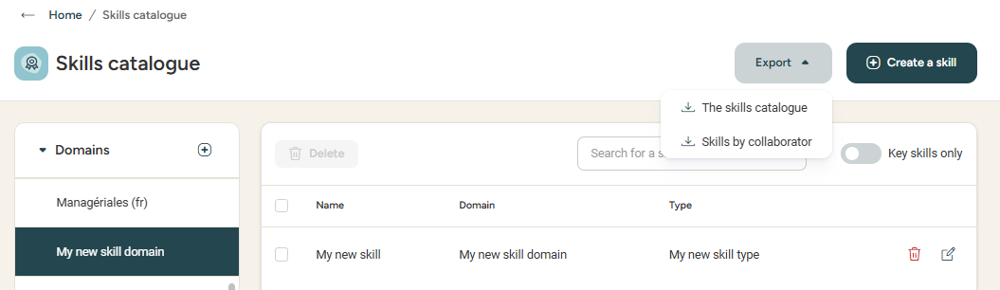 Home / Skills catalogue
Skills catalogue
Export
Create a skill
The skills catalogue
Skills by collaborator
Domains
Managériales (fr)
My new skill domain
Delete
Search for a s
Key skills only
Name Domain Type
My new skill My new skill domain My new skill type